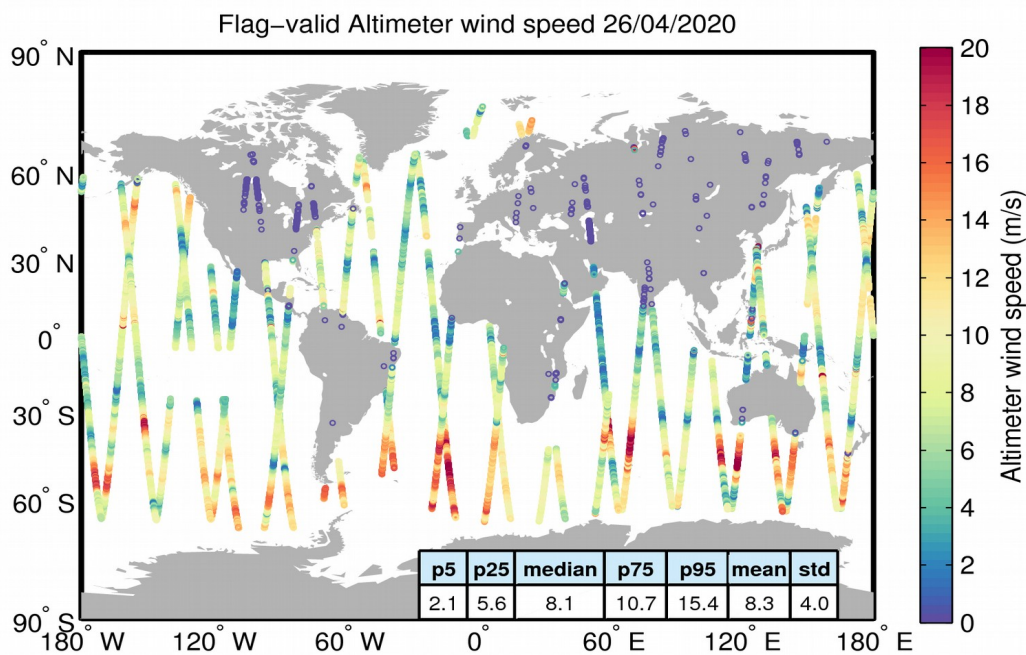 Flag−valid Altimeter wind speed 26/04/2020
90° N
60° N
30° N
0°
30° S
60° S
90° S
180° W
120° W
60° W
0°
60° E
120° E
180° E
p5 p25 median p75 p95 mean std
2.1 5.6 8.1 10.7 15.4 8.3 4.0
20
18
16
14
12
10
8
6
4
2
0
Altimeter wind speed (m/s)